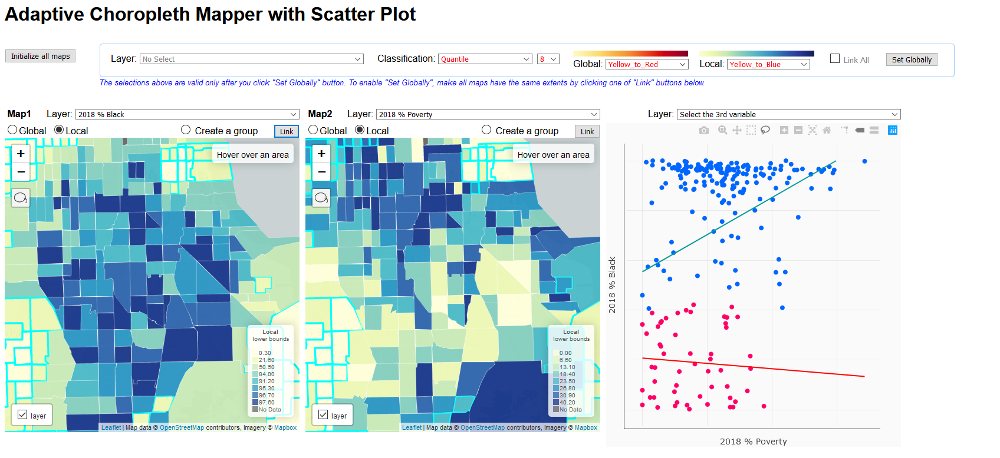 Adaptive Choropleth Mapper with Scatter Plot
Initialize all maps
Layer: No Select
Classification: Quantile 8
Global: Yellow_to_Red
Local: Yellow_to_Blue
Link All
Set Globally
The selections above are valid only after you click "Set Globally" button. To enable "Set Globally", make all maps have the same extents by clicking one of "Link" buttons below.
Map1 Layer: 2018 % Black
Global Local Create a group Link
+
−
Hover over an area
Local
lower bounds
0.30
21.60
50.50
84.00
91.20
95.30
96.70
97.60
No Data
layer
Leaflet | Map data © OpenStreetMap contributors, Imagery © Mapbox
Map2 Layer: 2018 % Poverty
Global Local Create a group Link
+
−
Hover over an area
Local
lower bounds
0.00
6.60
13.10
18.40
23.50
26.80
30.90
40.20
No Data
layer
Leaflet | Map data © OpenStreetMap contributors, Imagery © Mapbox
Layer: Select the 3rd variable
2018 % Black
2018 % Poverty